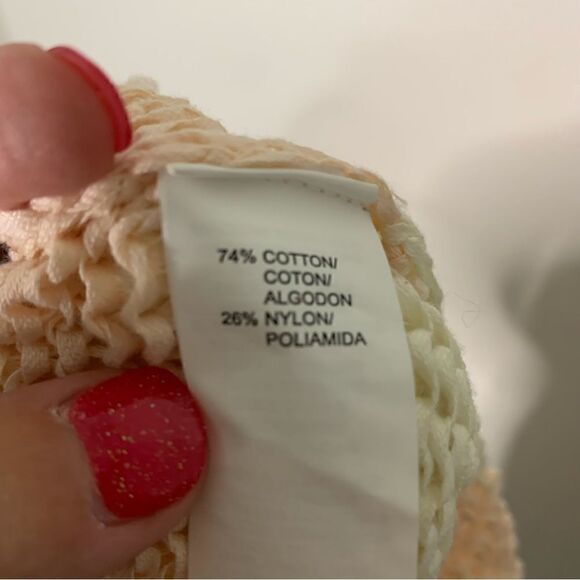 74% COTTON/
COTON/
ALGODON
26% NYLON/
POLIAMIDA